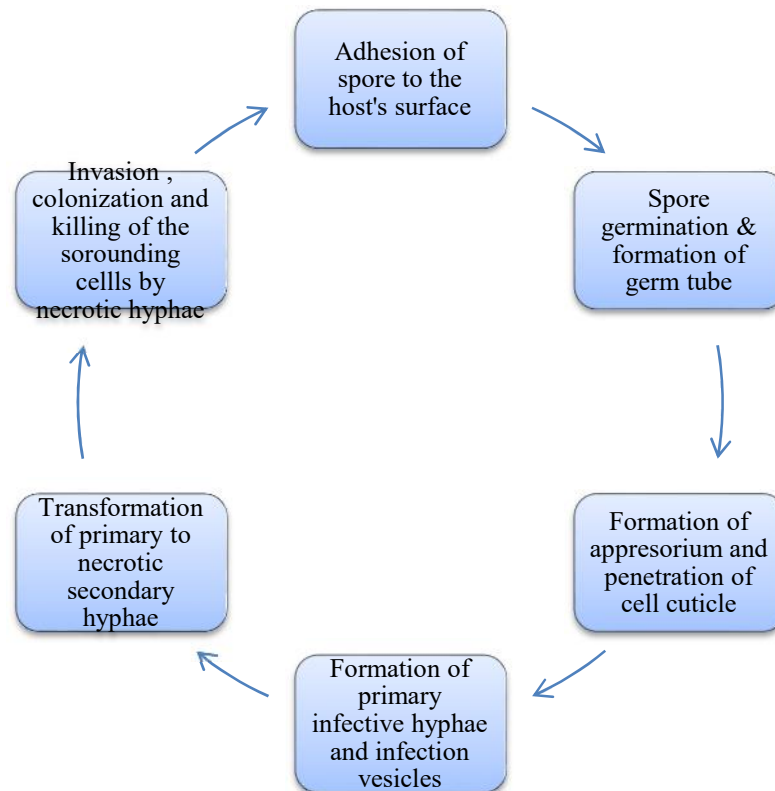 Adhesion of
spore to the
host's surface
Spore
germination &
formation of
germ tube
Formation of
appresorium and
penetration of
cell cuticle
Formation of
primary
infective hyphae
and infection
vesicles
Transformation
of primary to
necrotic
secondary
hyphae
Invasion ,
colonization and
killing of the
sorounding
cellls by
necrotic hyphae